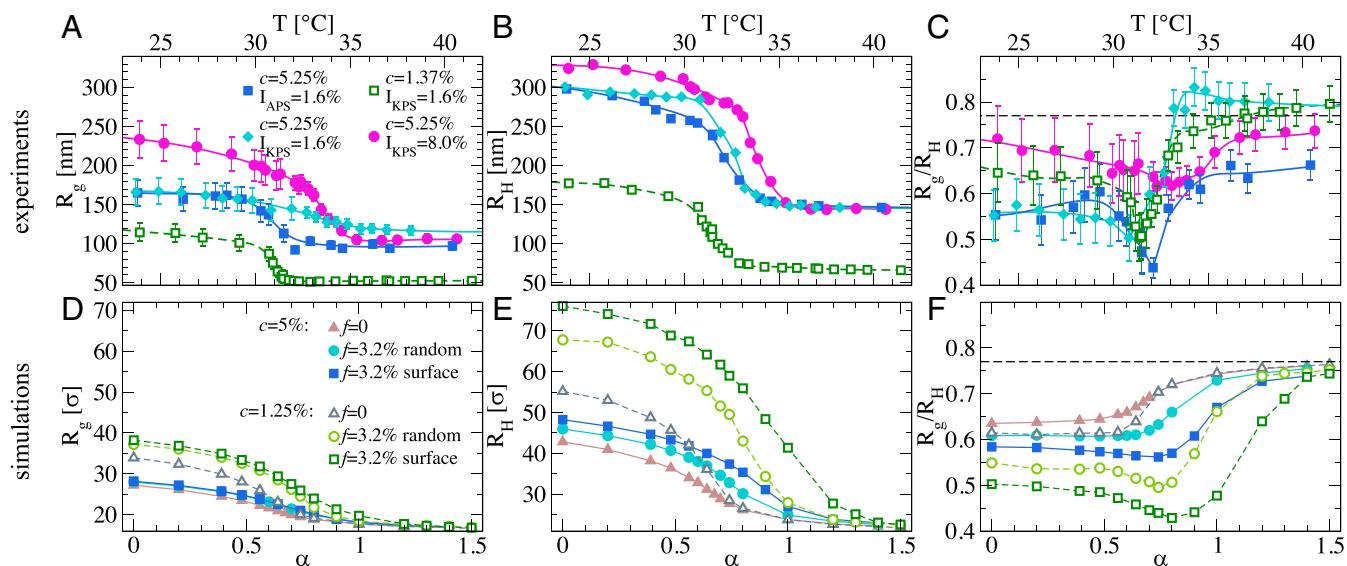 A
T [°C]
25 30 35 40
B
T [°C]
25 30 35 40
C
T [°C]
25 30 35 40
experiments
R_g [nm]
300
250
200
150
100
50
c=5.25%
I_APS=1.6%
c=1.37%
I_KPS=1.6%
c=5.25%
I_KPS=1.6%
c=5.25%
I_KPS=8.0%
R_H [nm]
300
250
200
150
100
50
R_g/R_H
0.8
0.7
0.6
0.5
0.4
simulations
D
R_g [σ]
70
60
50
40
30
20
c=5%:
f=0
f=3.2% random
f=3.2% surface
c=1.25%:
f=0
f=3.2% random
f=3.2% surface
0 0.5 1 1.5
α
E
R_H [σ]
70
60
50
40
30
0 0.5 1 1.5
α
F
R_g/R_H
0.8
0.7
0.6
0.5
0.4
0 0.5 1 1.5
α